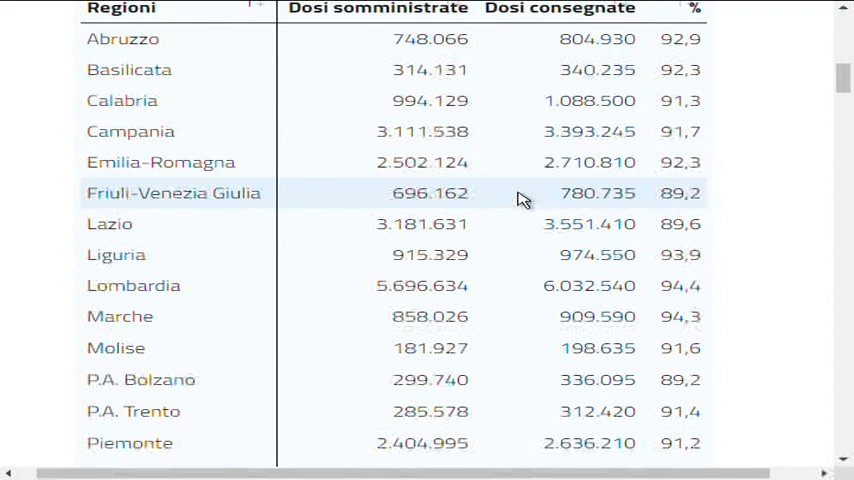 Regioni Dosi somministrate Dosi consegnate %
Abruzzo 748.066 804.930 92,9
Basilicata 314.131 340.235 92,3
Calabria 994.129 1.088.500 91,3
Campania 3.111.538 3.393.245 91,7
Emilia-Romagna 2.502.124 2.710.810 92,3
Friuli-Venezia Giulia 696.162 780.735 89,2
Lazio 3.181.631 3.551.410 89,6
Liguria 915.329 974.550 93,9
Lombardia 5.696.634 6.032.540 94,4
Marche 858.026 909.590 94,3
Molise 181.927 198.635 91,6
P.A. Bolzano 299.740 336.095 89,2
P.A. Trento 285.578 312.420 91,4
Piemonte 2.404.995 2.636.210 91,2